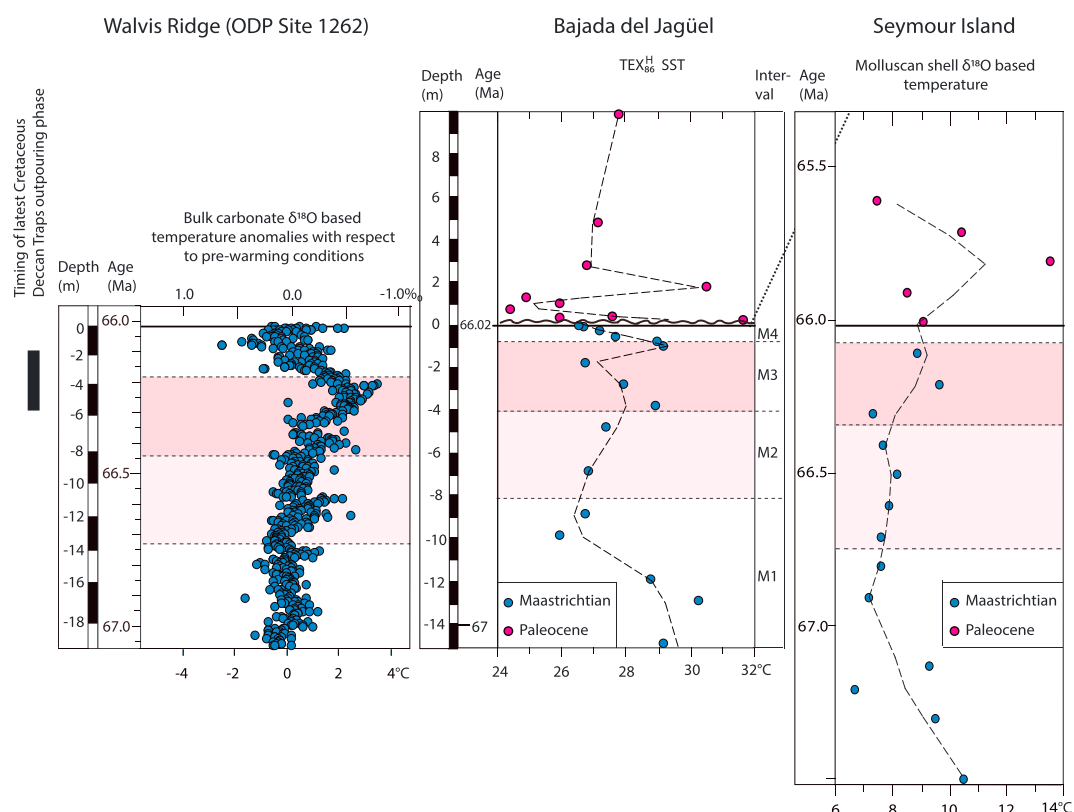 Walvis Ridge (ODP Site 1262)
Bajada del Jagüel
Seymour Island
Timing of latest Cretaceous
Deccan Traps outpouring phase
Bulk carbonate δ18O based
temperature anomalies with respect
to pre-warming conditions
Depth
(m)
Age
(Ma)
1.0
0.0
-1.0‰
0
-2
-4
-6
-8
-10
-12
-14
-16
-18
66.0
66.5
67.0
-4
-2
0
2
4°C
TEXH86 SST
Depth
(m)
Age
(Ma)
Inter-
val
8
6
4
2
0
-2
-4
-6
-8
-10
-12
-14
66.02
67
M4
M3
M2
M1
Maastrichtian
Paleocene
24
26
28
30
32°C
Molluscan shell δ18O based
temperature
Age
(Ma)
65.5
66.0
66.5
67.0
Maastrichtian
Paleocene
6
8
10
12
14°C